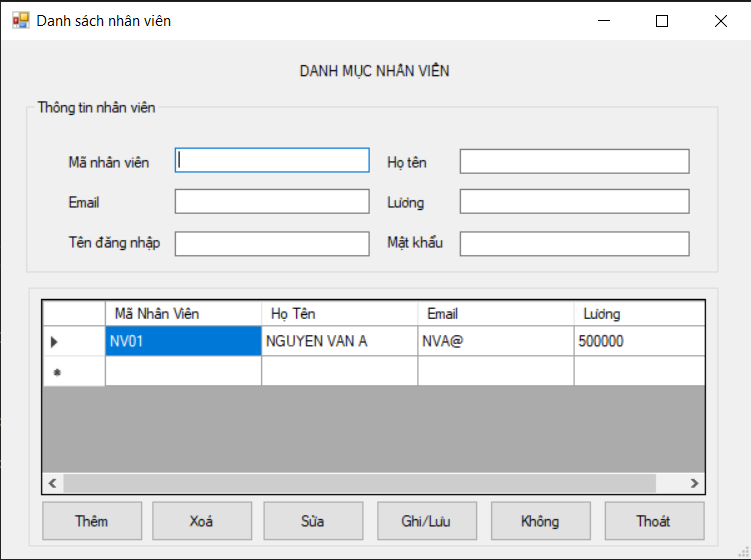 Danh sách nhân viên
DANH MỤC NHÂN VIÊN
Thông tin nhân viên
Mã nhân viên
Họ tên
Email
Lương
Tên đăng nhập
Mật khẩu
Mã Nhân Viên Họ Tên Email Lương
NV01 NGUYEN VAN A NVA@ 500000
Thêm Xoá Sửa Ghi/Lưu Không Thoát